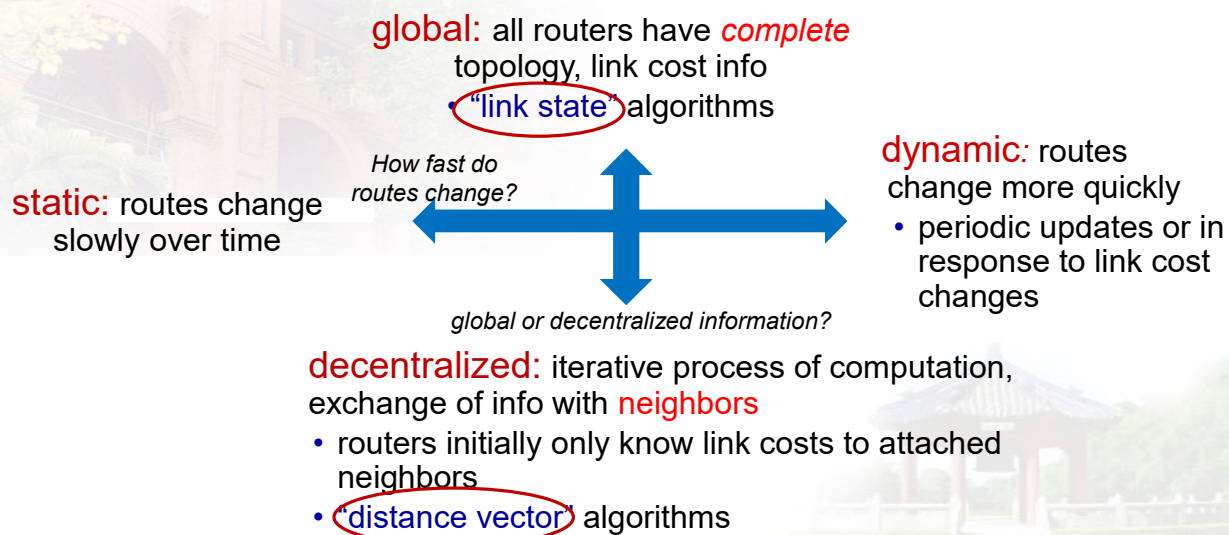 global: all routers have complete
topology, link cost info
• “link state” algorithms
How fast do
routes change?
static: routes change
slowly over time
dynamic: routes
change more quickly
• periodic updates or in
response to link cost
changes
global or decentralized information?
decentralized: iterative process of computation,
exchange of info with neighbors
• routers initially only know link costs to attached
neighbors
• “distance vector” algorithms